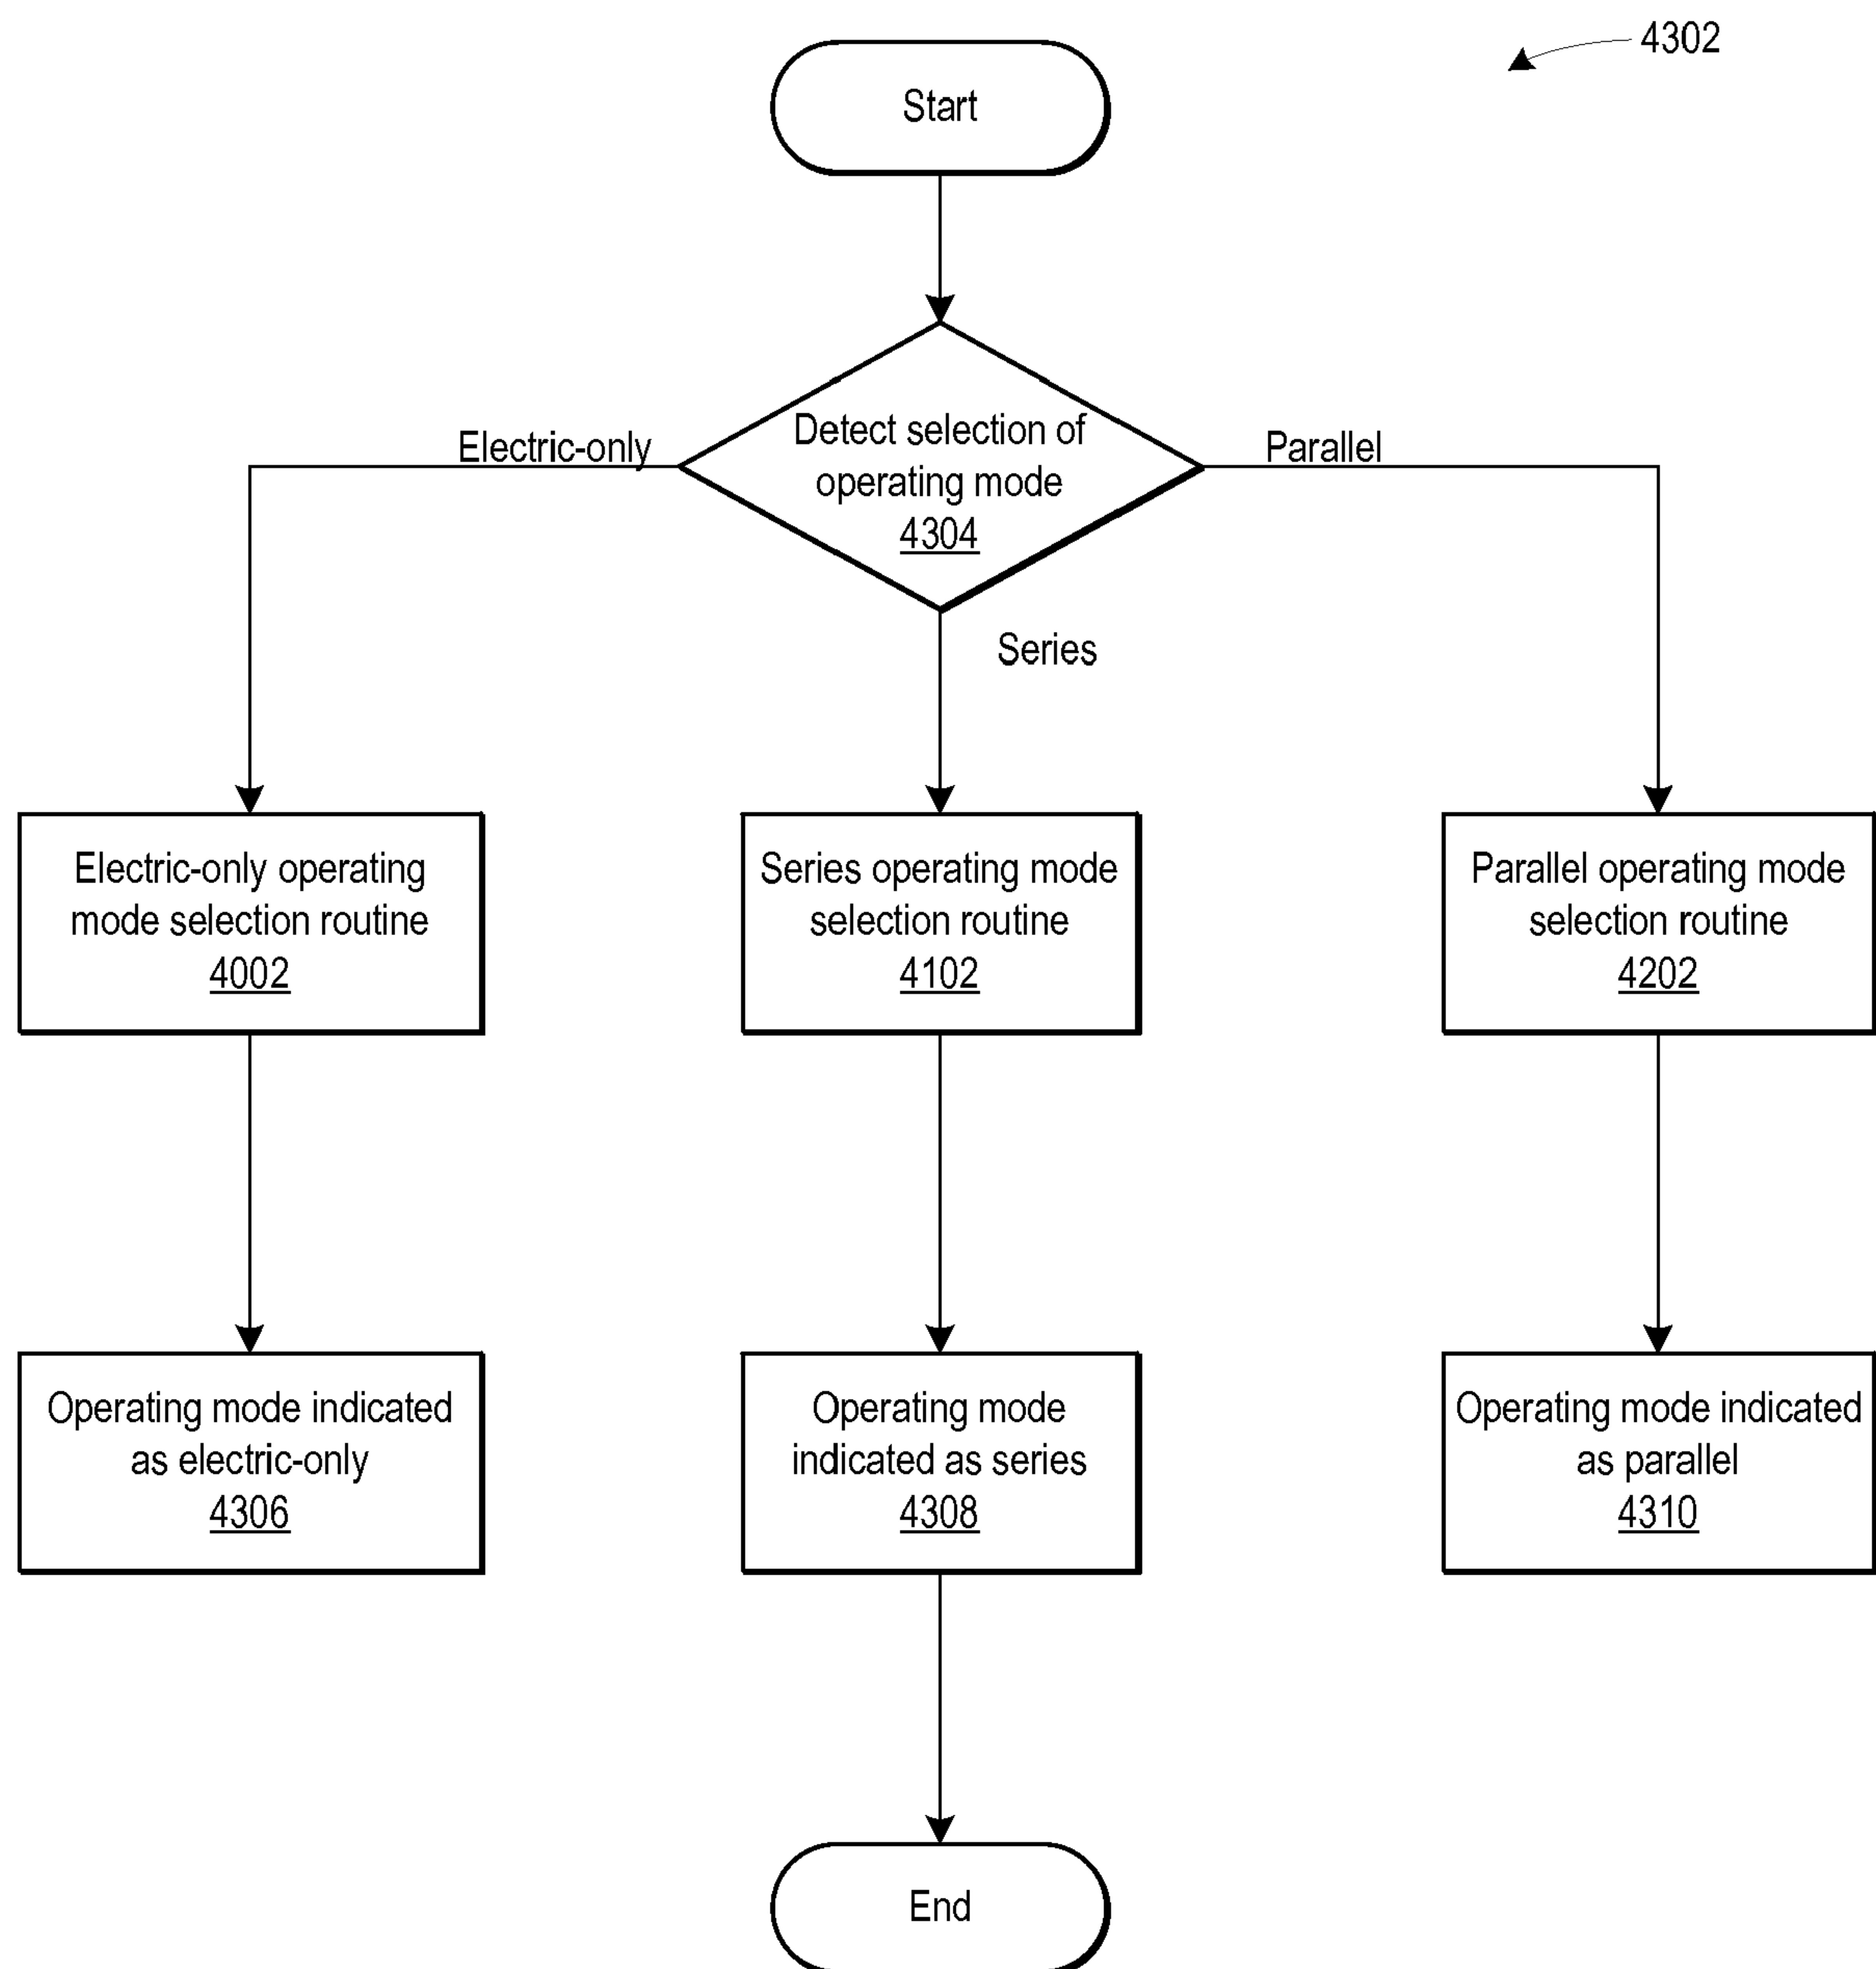 4302
Start
Detect selection of
operating mode
4304
Electric-only
Parallel
Series
Electric-only operating
mode selection routine
4002
Series operating mode
selection routine
4102
Parallel operating mode
selection routine
4202
Operating mode indicated
as electric-only
4306
Operating mode
indicated as series
4308
Operating mode indicated
as parallel
4310
End